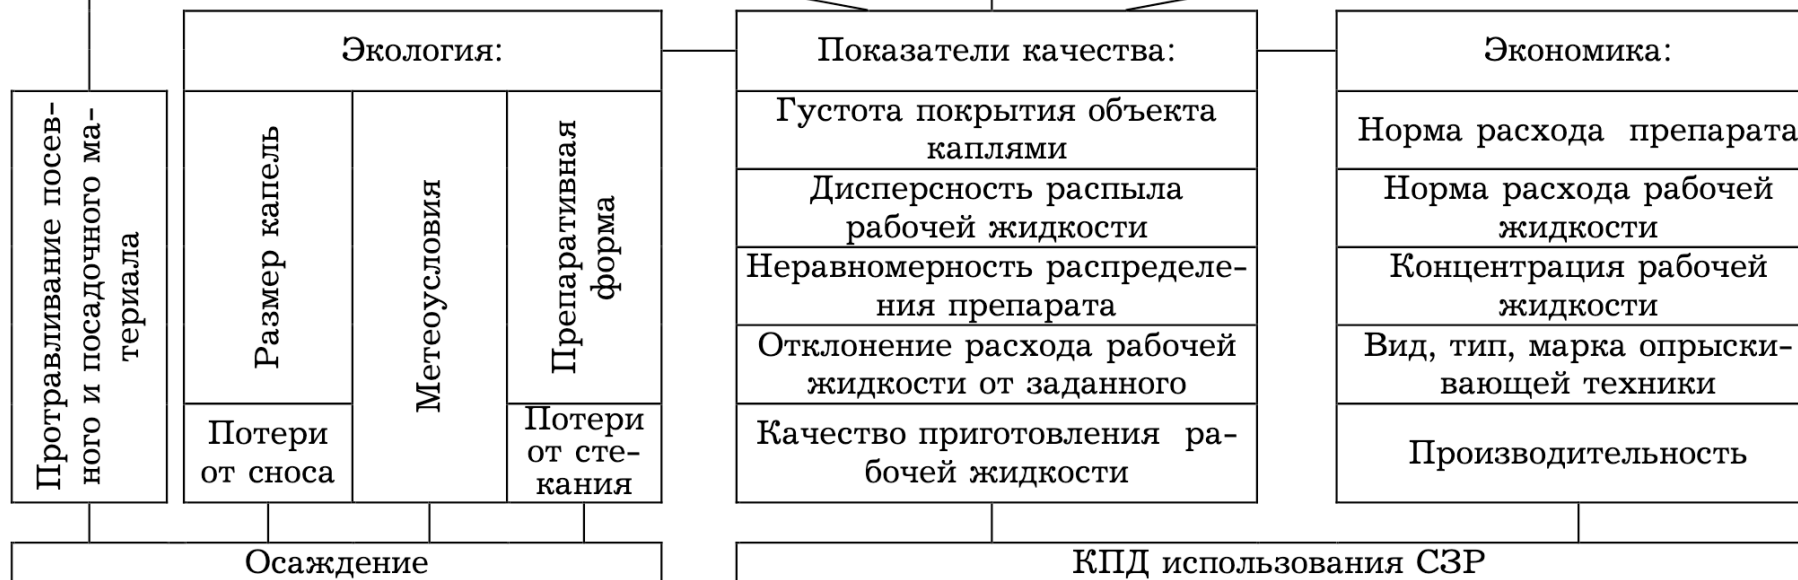 Экология:
Показатели качества:
Экономика:
Протравливание посев-
ного и посадочного ма-
териала
Размер капель
Потери
от сноса
Метеоусловия
Препаративная
форма
Потери
от сте-
кания
Густота покрытия объекта
каплями
Дисперсность распыла
рабочей жидкости
Неравномерность распределе-
ния препарата
Отклонение расхода рабочей
жидкости от заданного
Качество приготовления ра-
бочей жидкости
Норма расхода препарата
Норма расхода рабочей
жидкости
Концентрация рабочей
жидкости
Вид, тип, марка опрыски-
вающей техники
Производительность
Осаждение
КПД использования СЗР